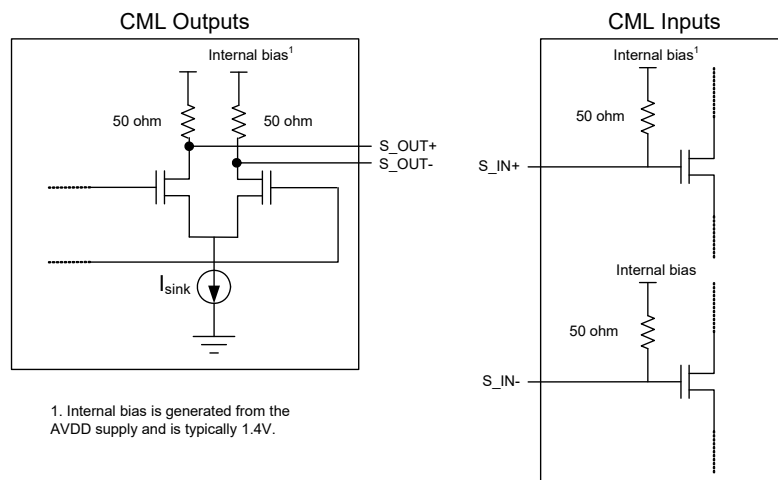 CML Outputs
Internal bias1
50 ohm
50 ohm
S_OUT+
S_OUT-
Isink
1. Internal bias is generated from the
AVDD supply and is typically 1.4V.
CML Inputs
Internal bias1
50 ohm
S_IN+
Internal bias
50 ohm
S_IN-